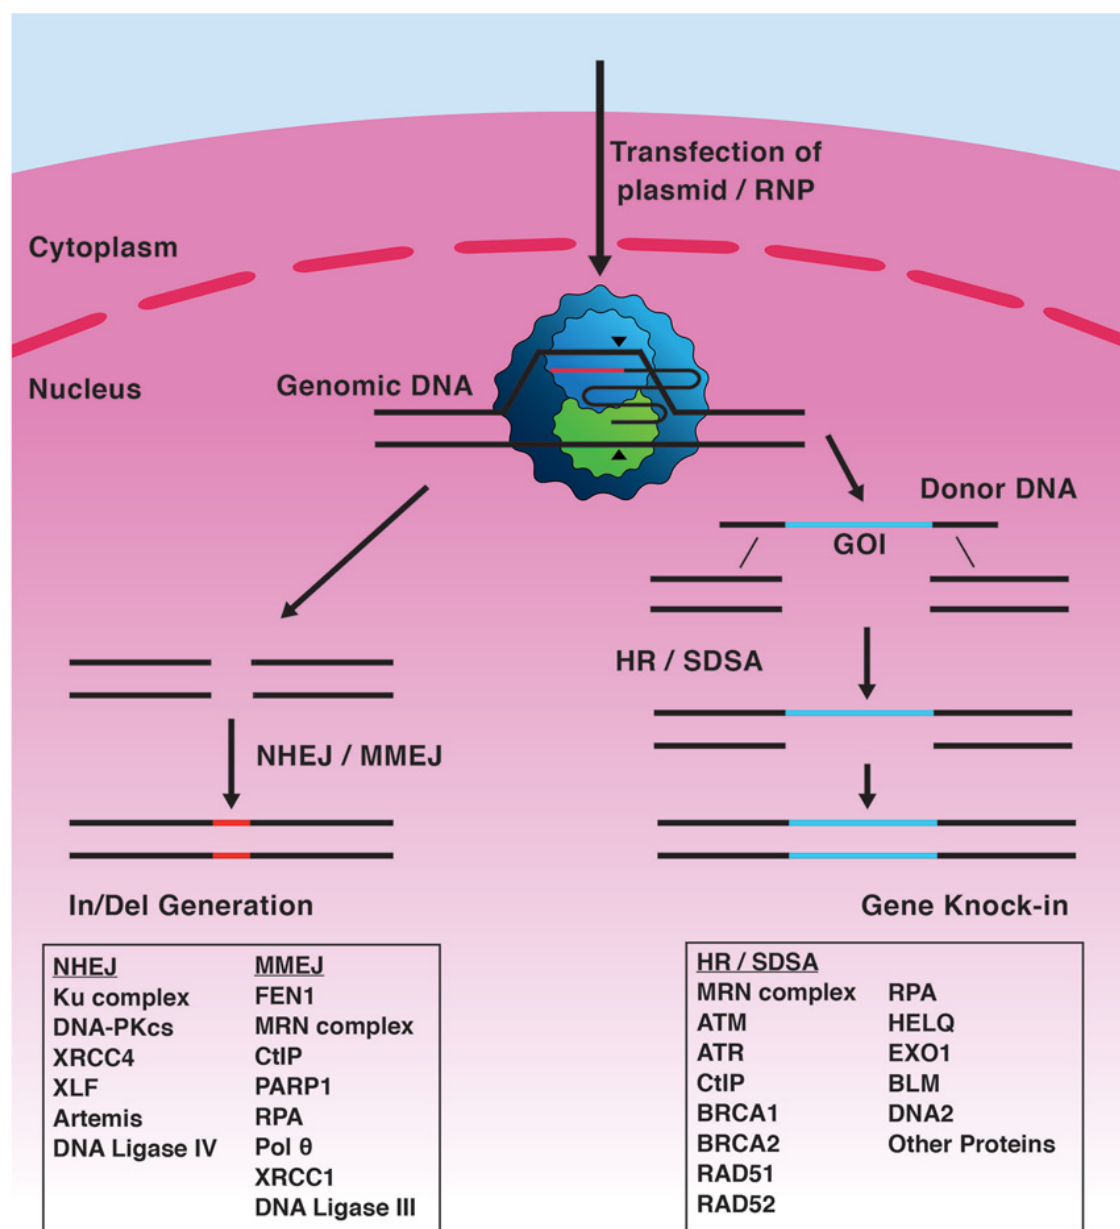 Transfection of
plasmid / RNP
Cytoplasm
Nucleus
Genomic DNA
Donor DNA
GOI
HR / SDSA
NHEJ / MMEJ
In/Del Generation
Gene Knock-in
NHEJ
Ku complex
DNA-PKcs
XRCC4
XLF
Artemis
DNA Ligase IV
MMEJ
FEN1
MRN complex
CtIP
PARP1
RPA
Pol θ
XRCC1
DNA Ligase III
HR / SDSA
MRN complex
ATM
ATR
CtIP
BRCA1
BRCA2
RAD51
RAD52
RPA
HELQ
EXO1
BLM
DNA2
Other Proteins